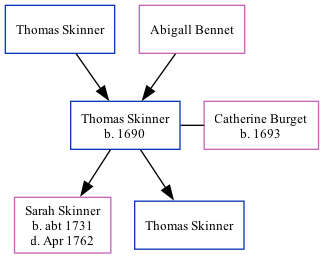 Thomas Skinner
Abigall Bennet
Thomas Skinner
b. 1690
Catherine Burget
b. 1693
Sarah Skinner
b. abt 1731
d. Apr 1762
Thomas Skinner